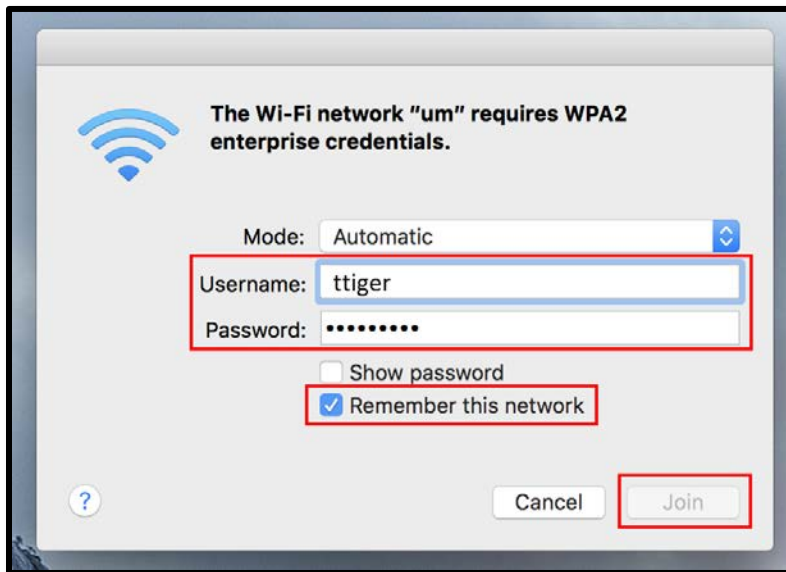 The Wi-Fi network "um" requires WPA2
enterprise credentials.
Mode: Automatic
Username: ttiger
Password: •••••••••
Show password
Remember this network
? Cancel Join